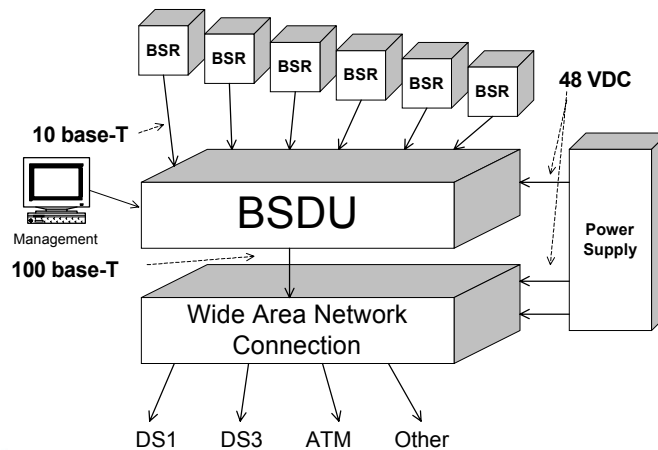 BSR
BSR
BSR
BSR
BSR
BSR
48 VDC
10 base-T
BSDU
Management
Power
Supply
100 base-T
Wide Area Network
Connection
DS1
DS3
ATM
Other